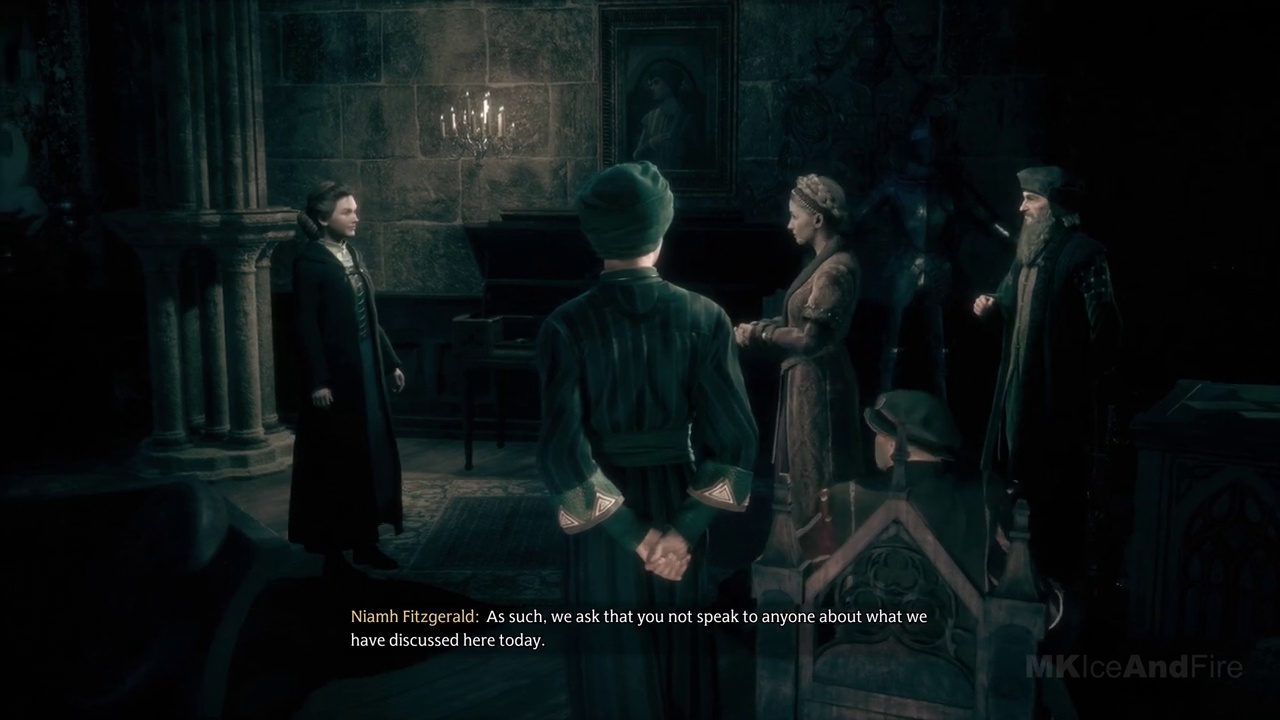 Niamh Fitzgerald: As such, we ask that you not speak to anyone about what we
have discussed here today.
MKIceAndFire